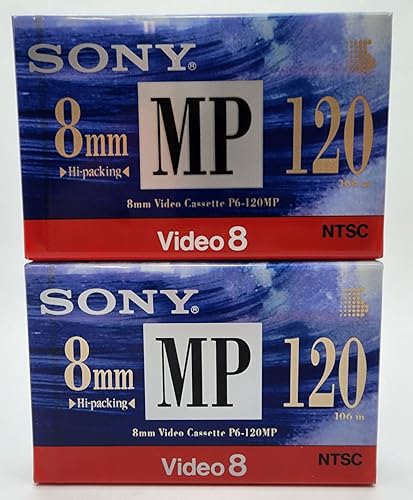 SONY®
8mm MP 120
▶Hi-packing◀ 106 m
8mm Video Cassette P6-120MP
Video 8 NTSC
SONY®
8mm MP 120
▶Hi-packing◀ 106 m
8mm Video Cassette P6-120MP
Video 8 NTSC